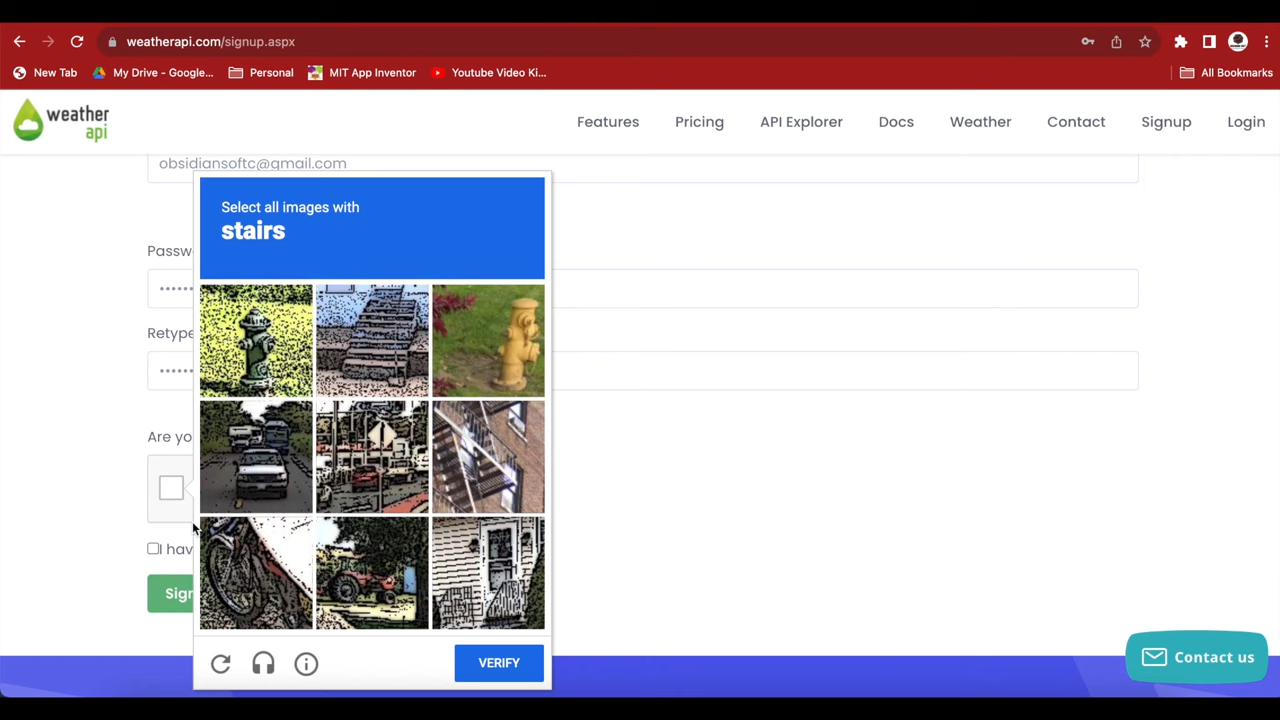 weatherapi.com/signup.aspx
New Tab
My Drive - Google...
Personal
MIT App Inventor
Youtube Video Ki...
All Bookmarks
weather
api
Features
Pricing
API Explorer
Docs
Weather
Contact
Signup
Login
obsidiansoftc@gmail.com
Select all images with
stairs
Passw
Retype
Are yo
I hav
Sign
VERIFY
Contact us